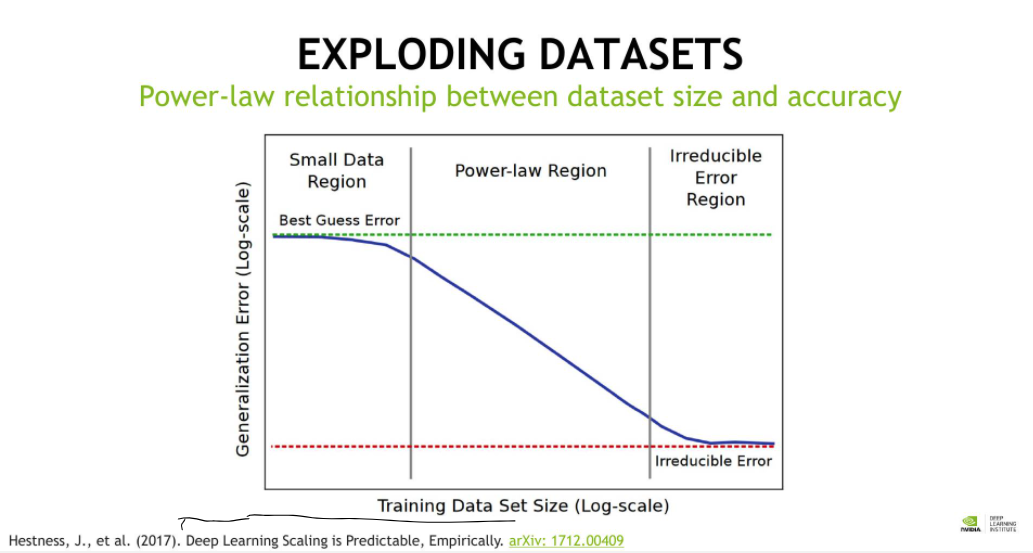 EXPLODING DATASETS
Power-law relationship between dataset size and accuracy
Small Data
Region
Power-law Region
Irreducible
Error
Region
Best Guess Error
Generalization Error (Log-scale)
Irreducible Error
Training Data Set Size (Log-scale)
Hestness, J., et al. (2017). Deep Learning Scaling is Predictable, Empirically. arXiv: 1712.00409
NVIDIA
DEEP
LEARNING
INSTITUTE